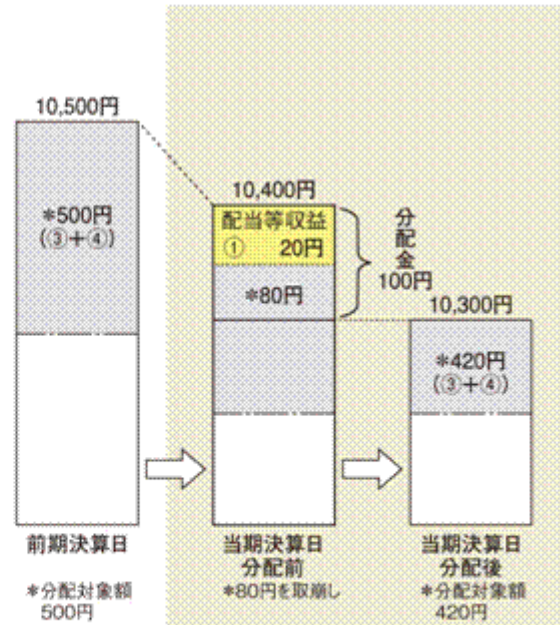 10,500円
*500円
(③+④)
前期決算日
*分配対象額
500円
10,400円
配当等収益
① 20円
*80円
分配金
100円
当期決算日
分配前
*80円を取崩し
10,300円
*420円
(③+④)
当期決算日
分配後
*分配対象額
420円